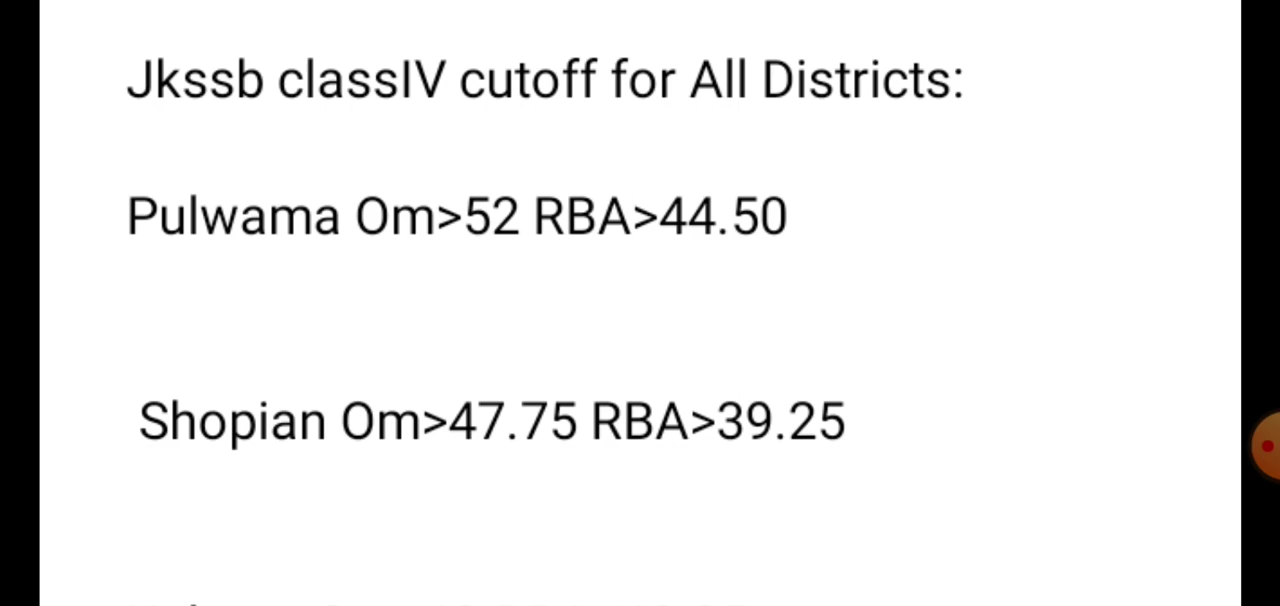 Jkssb classIV cutoff for All Districts:
Pulwama Om>52 RBA>44.50
Shopian Om>47.75 RBA>39.25